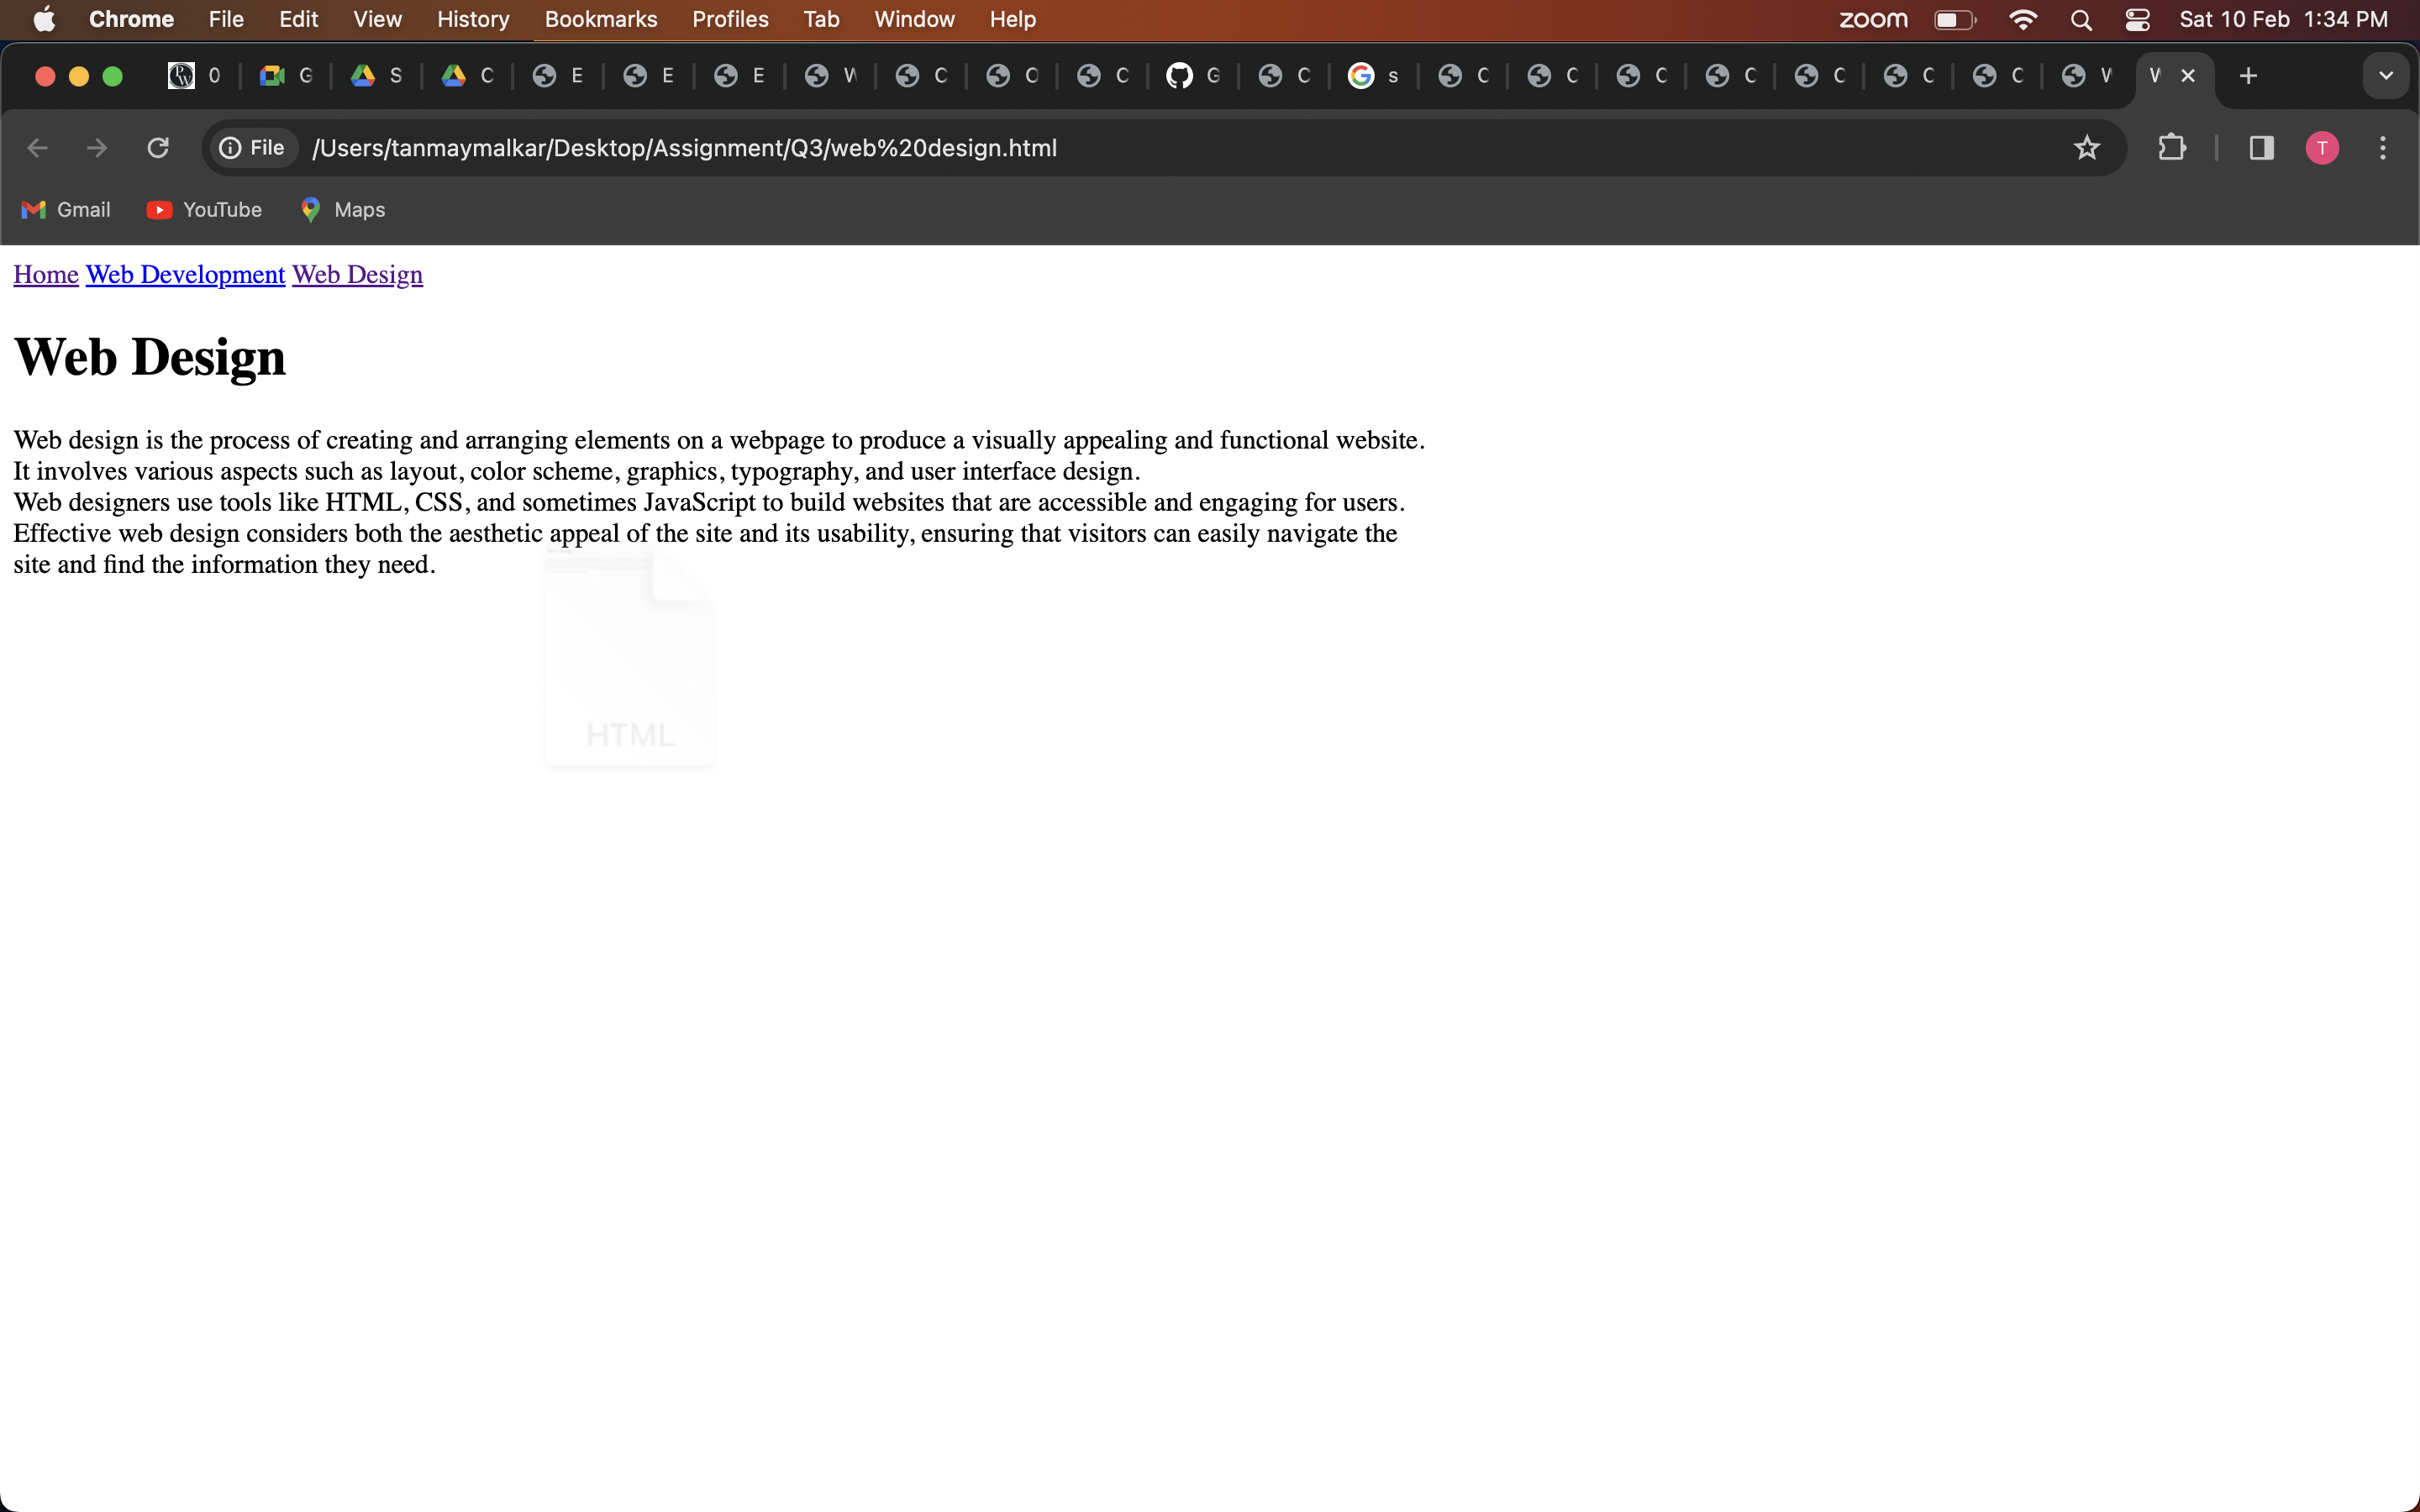 Chrome File Edit View History Bookmarks Profiles Tab Window Help zoom Sat 10 Feb 1:34 PM
0 G S C E E E W C C C G C s C C C C C C C W W
File /Users/tanmaymalkar/Desktop/Assignment/Q3/web%20design.html T
Gmail YouTube Maps
Home Web Development Web Design
Web Design
Web design is the process of creating and arranging elements on a webpage to produce a visually appealing and functional website.
It involves various aspects such as layout, color scheme, graphics, typography, and user interface design.
Web designers use tools like HTML, CSS, and sometimes JavaScript to build websites that are accessible and engaging for users.
Effective web design considers both the aesthetic appeal of the site and its usability, ensuring that visitors can easily navigate the
site and find the information they need.
HTML